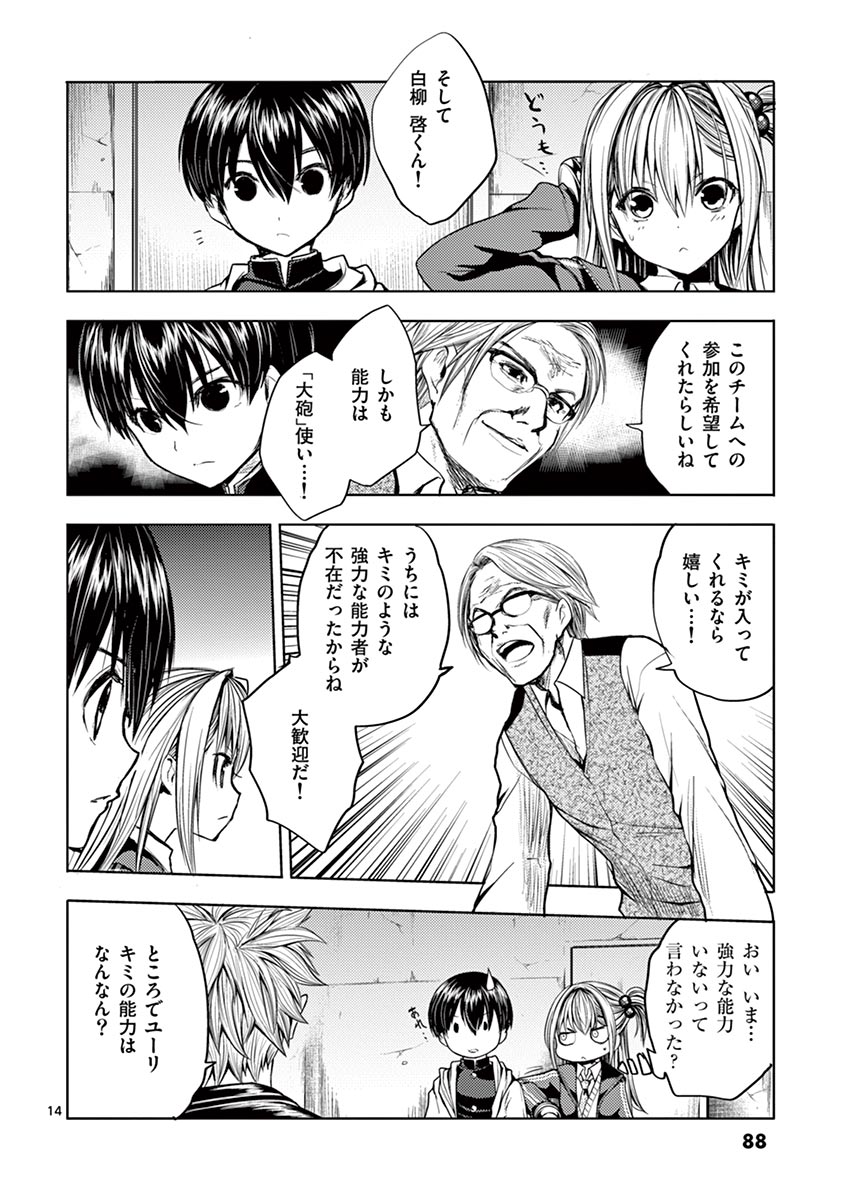 どうも…
そして
白柳 啓くん！
このチームへの
参加を希望して
くれたらしいね
しかも
能力は
「大砲」使い…！
キミが入って
くれるなら
嬉しい…！
うちには
キミのような
強力な能力者が
不在だったからね
大歓迎だ！
おい いま…
強力な能力
いないって
言わなかった？
あれ…
ところでユーリ
キミの能力は
なんなん？
14
88